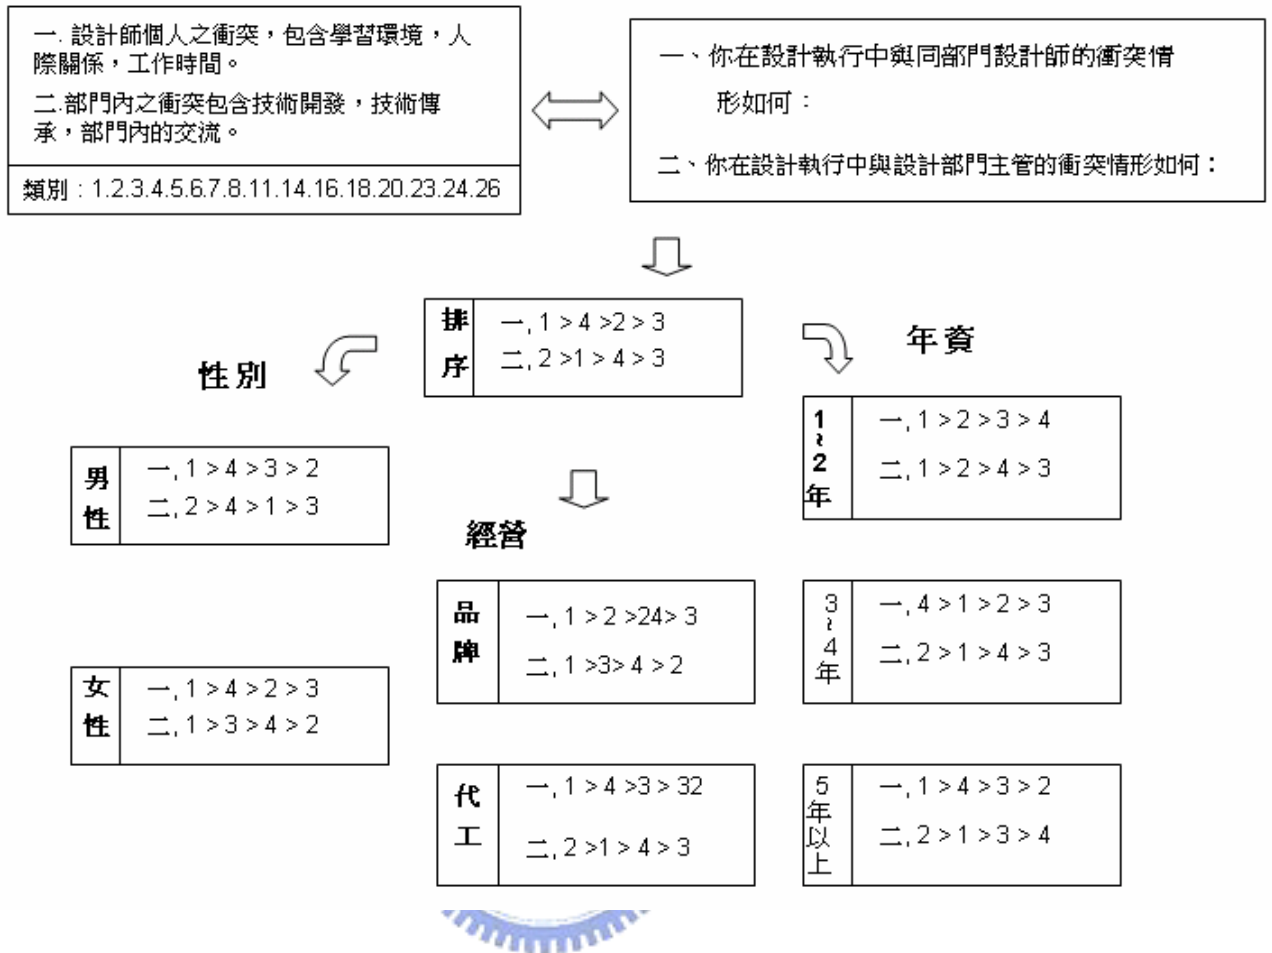 一. 設計師個人之衝突，包含學習環境，人
際關係，工作時間。
二.部門內之衝突包含技術開發，技術傳
承，部門內的交流。
類別：1.2.3.4.5.6.7.8.11.14.16.18.20.23.24.26
一、你在設計執行中與同部門設計師的衝突情
形如何：
二、你在設計執行中與設計部門主管的衝突情形如何：
排序
一, 1 > 4 >2 > 3
二, 2 >1 > 4 > 3
性別
男性
一, 1 > 4 > 3 > 2
二, 2 > 4 > 1 > 3
女性
一, 1 > 4 > 2 > 3
二, 1 > 3 > 4 > 2
經營
品牌
一, 1 > 2 >24> 3
二, 1 >3> 4 > 2
代工
一, 1 > 4 >3 > 32
二, 2 >1 > 4 > 3
年資
1~2年
一, 1 > 2 > 3 > 4
二, 1 > 2 > 4 > 3
3~4年
一, 4 > 1 > 2 > 3
二, 2 > 1 > 4 > 3
5年以上
一, 1 > 4 > 3 > 2
二, 2 > 1 > 3 > 4